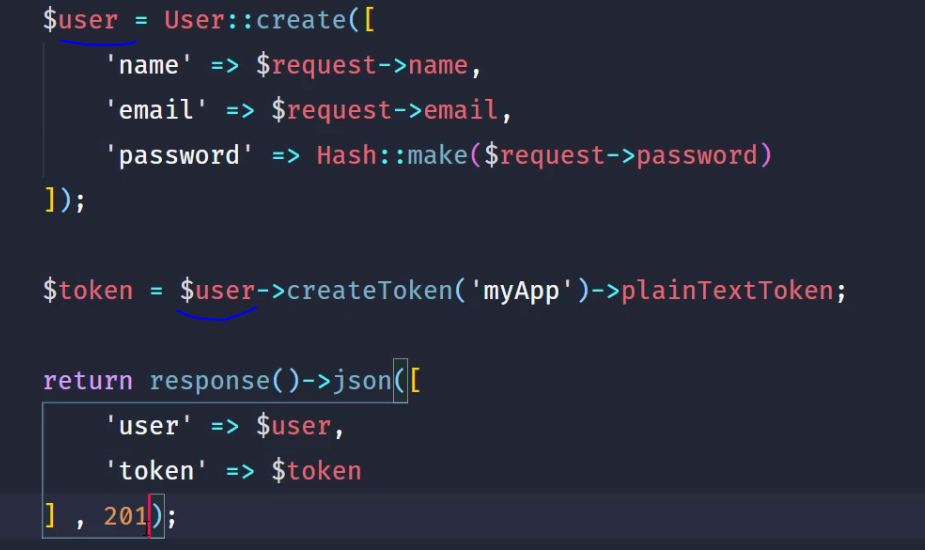 $user = User::create([
    'name' => $request->name,
    'email' => $request->email,
    'password' => Hash::make($request->password)
]);
$token = $user->createToken('myApp')->plainTextToken;
return response()->json([
    'user' => $user,
    'token' => $token
] , 201);